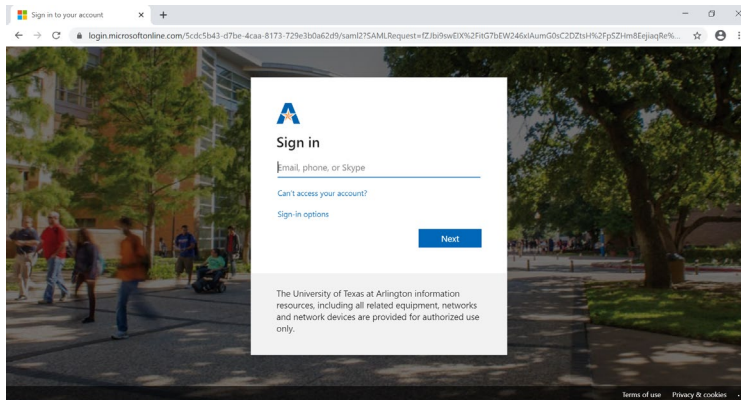 Sign in to your account
login.microsoftonline.com/5cdc5b43-d7be-4caa-8173-729e3b0a62d9/saml2?SAMLRequest=fZJbi9swEIX%2FitG7bEW246xIAumG0sC2DZtsH%2FpSZHm8EejiaqRe%...
Sign in
Email, phone, or Skype
Can't access your account?
Sign-in options
Next
The University of Texas at Arlington information
resources, including all related equipment, networks
and network devices are provided for authorized use
only.
Terms of use Privacy & cookies